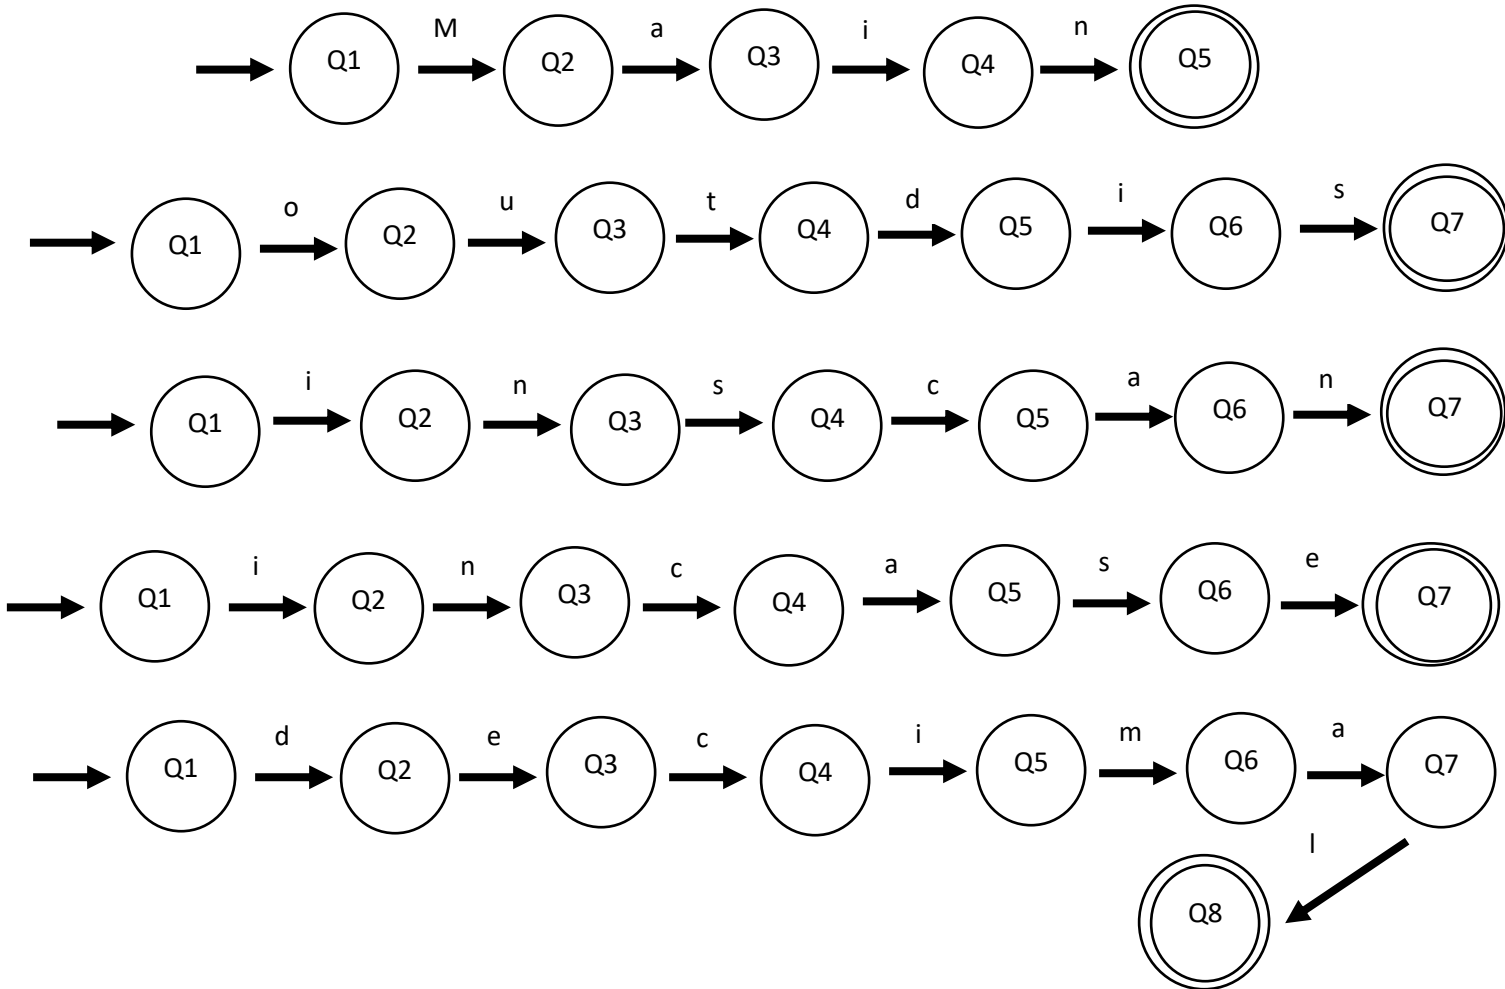 M a i n
Q1 Q2 Q3 Q4 Q5
o u t d i s
Q1 Q2 Q3 Q4 Q5 Q6 Q7
i n s c a n
Q1 Q2 Q3 Q4 Q5 Q6 Q7
i n c a s e
Q1 Q2 Q3 Q4 Q5 Q6 Q7
d e c i m a
Q1 Q2 Q3 Q4 Q5 Q6 Q7
l
Q8